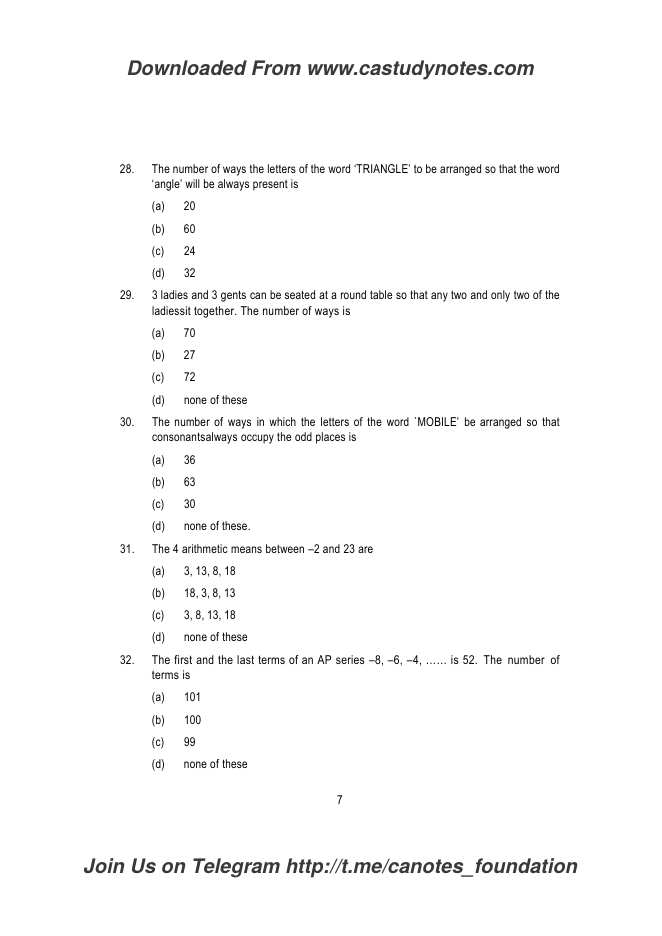 Downloaded From www.castudynotes.com
28. The number of ways the letters of the word ‘TRIANGLE’ to be arranged so that the word
‘angle’ will be always present is
(a) 20
(b) 60
(c) 24
(d) 32
29. 3 ladies and 3 gents can be seated at a round table so that any two and only two of the
ladiessit together. The number of ways is
(a) 70
(b) 27
(c) 72
(d) none of these
30. The number of ways in which the letters of the word `MOBILE’ be arranged so that
consonantsalways occupy the odd places is
(a) 36
(b) 63
(c) 30
(d) none of these.
31. The 4 arithmetic means between –2 and 23 are
(a) 3, 13, 8, 18
(b) 18, 3, 8, 13
(c) 3, 8, 13, 18
(d) none of these
32. The first and the last terms of an AP series –8, –6, –4, …… is 52. The number of
terms is
(a) 101
(b) 100
(c) 99
(d) none of these
7
Join Us on Telegram http://t.me/canotes_foundation